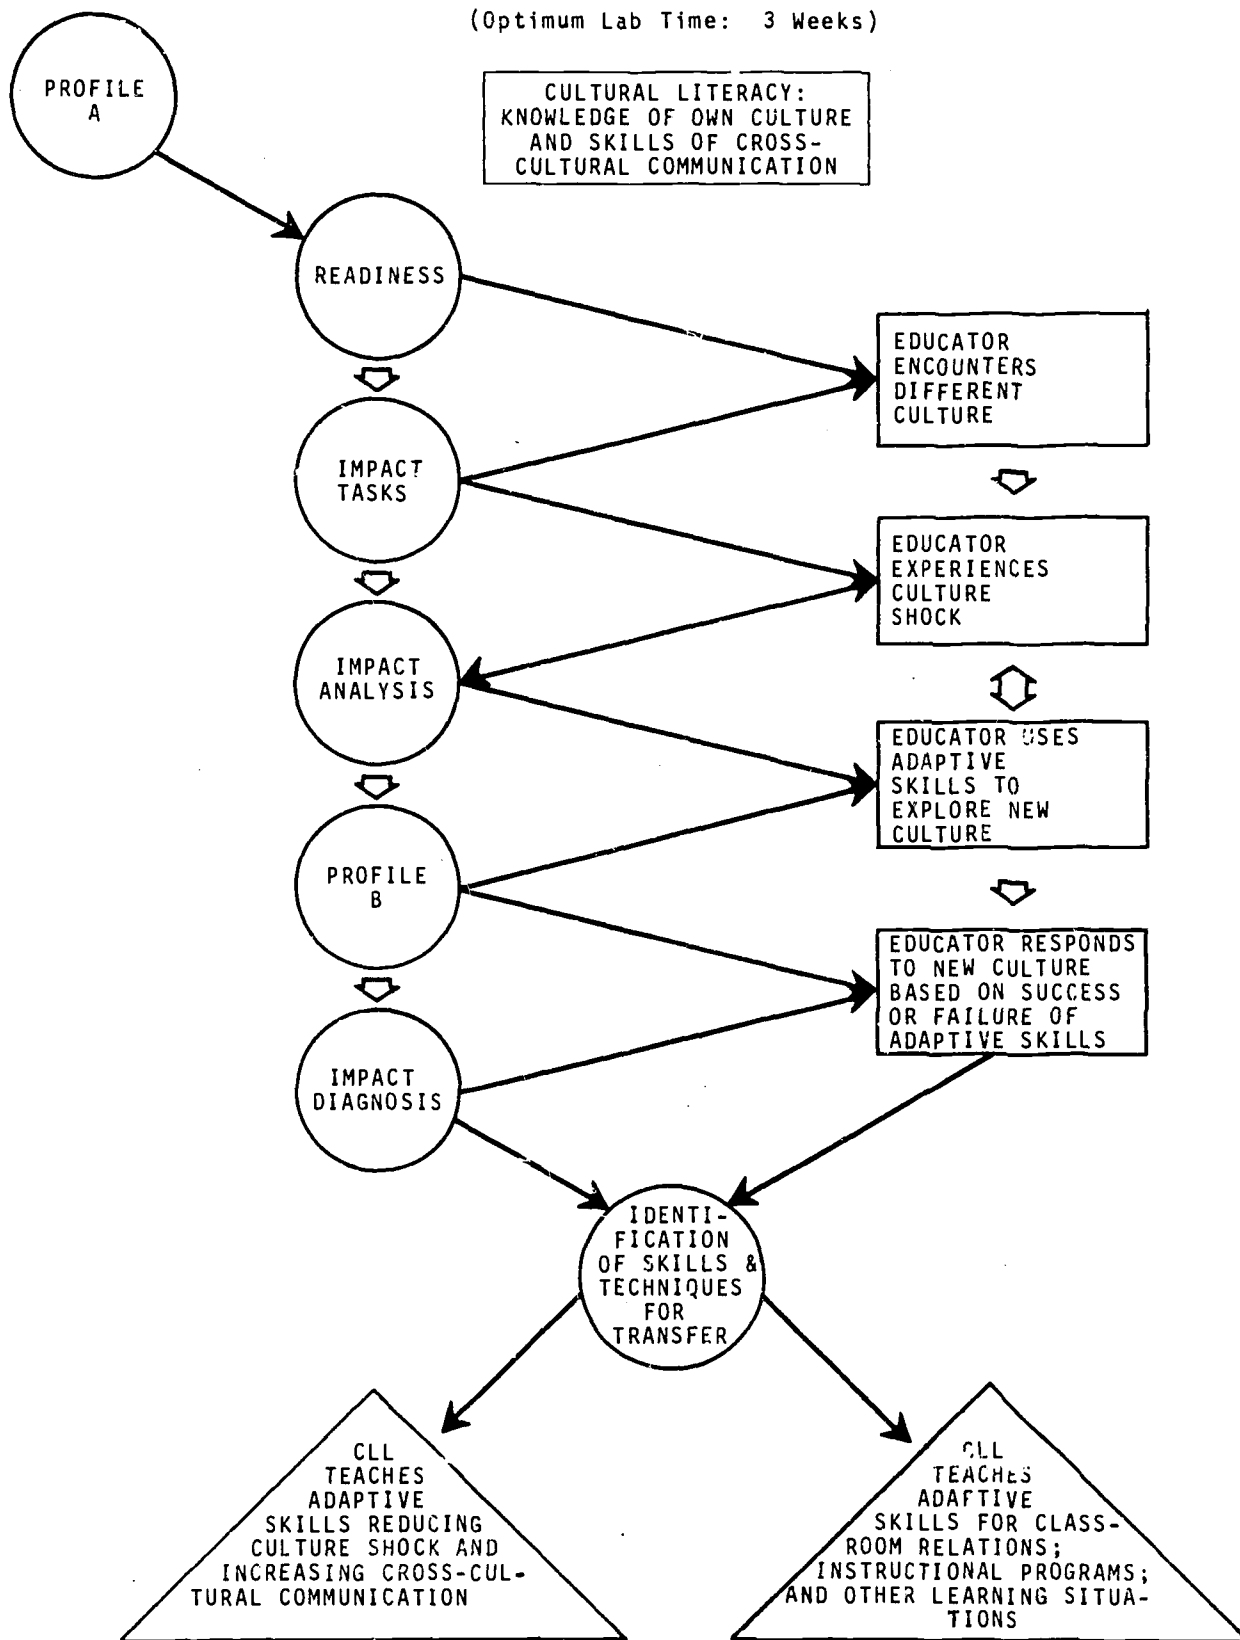 (Optimum Lab Time: 3 Weeks)
PROFILE
A
CULTURAL LITERACY:
KNOWLEDGE OF OWN CULTURE
AND SKILLS OF CROSS-
CULTURAL COMMUNICATION
READINESS
EDUCATOR
ENCOUNTERS
DIFFERENT
CULTURE
IMPACT
TASKS
EDUCATOR
EXPERIENCES
CULTURE
SHOCK
IMPACT
ANALYSIS
EDUCATOR USES
ADAPTIVE
SKILLS TO
EXPLORE NEW
CULTURE
PROFILE
B
EDUCATOR RESPONDS
TO NEW CULTURE
BASED ON SUCCESS
OR FAILURE OF
ADAPTIVE SKILLS
IMPACT
DIAGNOSIS
IDENTI-
FICATION
OF SKILLS &
TECHNIQUES
FOR
TRANSFER
CLL
TEACHES
ADAPTIVE
SKILLS REDUCING
CULTURE SHOCK AND
INCREASING CROSS-CUL-
TURAL COMMUNICATION
CLL
TEACHES
ADAPTIVE
SKILLS FOR CLASS-
ROOM RELATIONS;
INSTRUCTIONAL PROGRAMS;
AND OTHER LEARNING SITUA-
TIONS